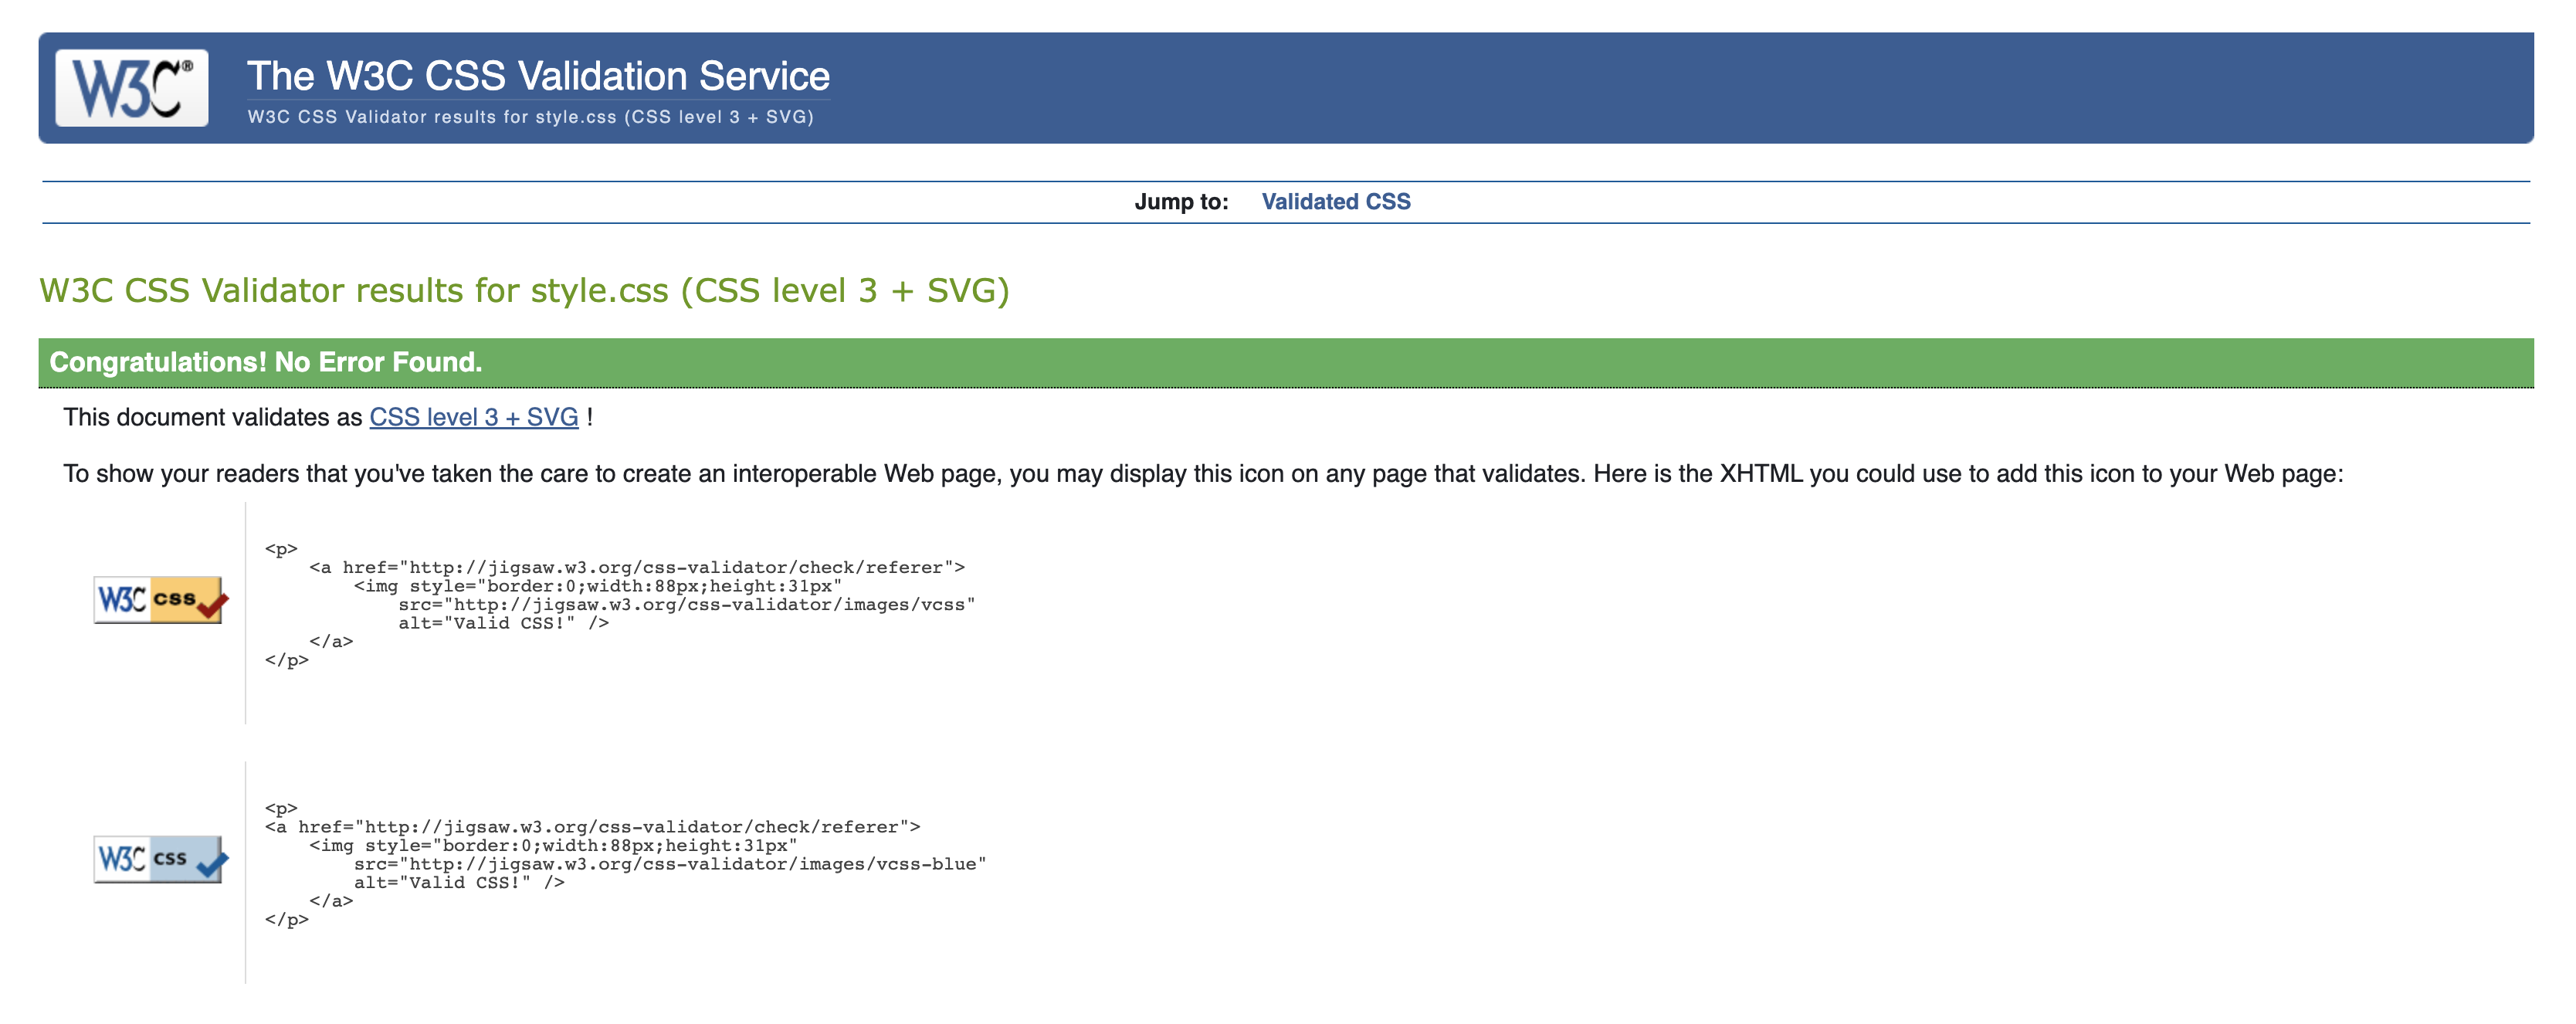 W3C®
The W3C CSS Validation Service
W3C CSS Validator results for style.css (CSS level 3 + SVG)
Jump to: Validated CSS
W3C CSS Validator results for style.css (CSS level 3 + SVG)
Congratulations! No Error Found.
This document validates as CSS level 3 + SVG !
To show your readers that you've taken the care to create an interoperable Web page, you may display this icon on any page that validates. Here is the XHTML you could use to add this icon to your Web page:
W3C css
<p>
    <a href="http://jigsaw.w3.org/css-validator/check/referer">
        <img style="border:0;width:88px;height:31px"
            src="http://jigsaw.w3.org/css-validator/images/vcss"
            alt="Valid CSS!" />
    </a>
</p>
W3C css
<p>
<a href="http://jigsaw.w3.org/css-validator/check/referer">
    <img style="border:0;width:88px;height:31px"
        src="http://jigsaw.w3.org/css-validator/images/vcss-blue"
        alt="Valid CSS!" />
    </a>
</p>